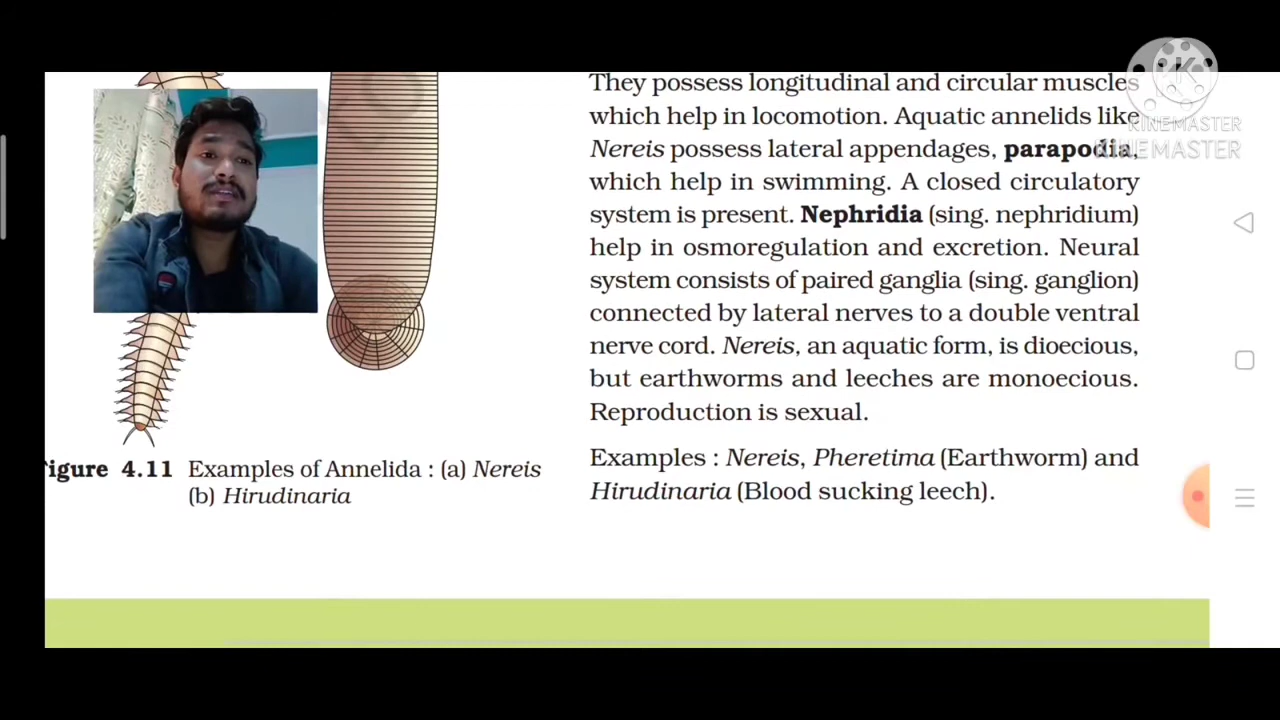 They possess longitudinal and circular muscles
which help in locomotion. Aquatic annelids like
Nereis possess lateral appendages, parapodia,
which help in swimming. A closed circulatory
system is present. Nephridia (sing. nephridium)
help in osmoregulation and excretion. Neural
system consists of paired ganglia (sing. ganglion)
connected by lateral nerves to a double ventral
nerve cord. Nereis, an aquatic form, is dioecious,
but earthworms and leeches are monoecious.
Reproduction is sexual.
Examples : Nereis, Pheretima (Earthworm) and
Hirudinaria (Blood sucking leech).
Figure 4.11 Examples of Annelida : (a) Nereis
(b) Hirudinaria
K
KINEMASTER
KINEMASTER